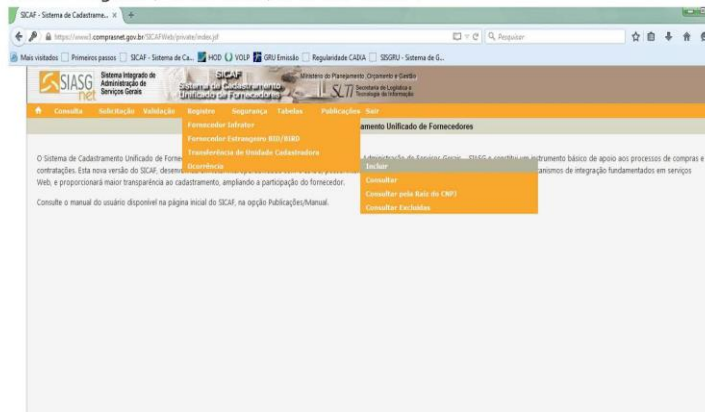 SICAF - Sistema de Cadastrame... x +
https://www3.comprasnet.gov.br/SICAFWeb/private/index.jsf
Pesquisar
Mais visitados Primeiros passos SICAF - Sistema de Ca... HOD VOLP GRU Emissão Regularidade CAIXA SISGRU - Sistema de G...
SIASG net Sistema Integrado de Administração de Serviços Gerais
SICAF
Sistema de Cadastramento
Unificado de Fornecedores
Ministério do Planejamento, Orçamento e Gestão
SLTI Secretaria de Logística e Tecnologia da Informação
Consulta Solicitação Validação Registro Segurança Tabelas Publicações Sair
Fornecedor Infrator
amento Unificado de Fornecedores
Fornecedor Estrangeiro BID/BIRD
Transferência de Unidade Cadastradora
Ocorrência
Incluir
Consultar
Consultar pela Raiz do CNPJ
Consultar Excluídas
O Sistema de Cadastramento Unificado de Forne Administração de Serviços Gerais - SIASG e constitui um instrumento básico de apoio aos processos de compras e
contratações. Esta nova versão do SICAF, desenv canismos de integração fundamentados em serviços
Web, e proporcionará maior transparência ao cadastramento, ampliando a participação do fornecedor.
Consulte o manual do usuário disponível na página inicial do SICAF, na opção Publicações/Manual.